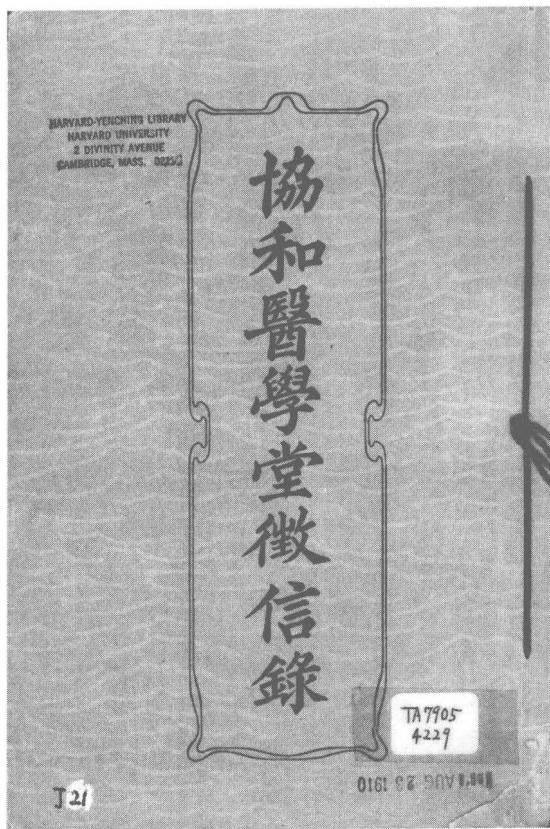 HARVARD-YENCHING LIBRARY
HARVARD UNIVERSITY
2 DIVINITY AVENUE
CAMBRIDGE, MASS.
協和醫學堂徵信錄
TA7905
4229
AUG 23 1910
J21